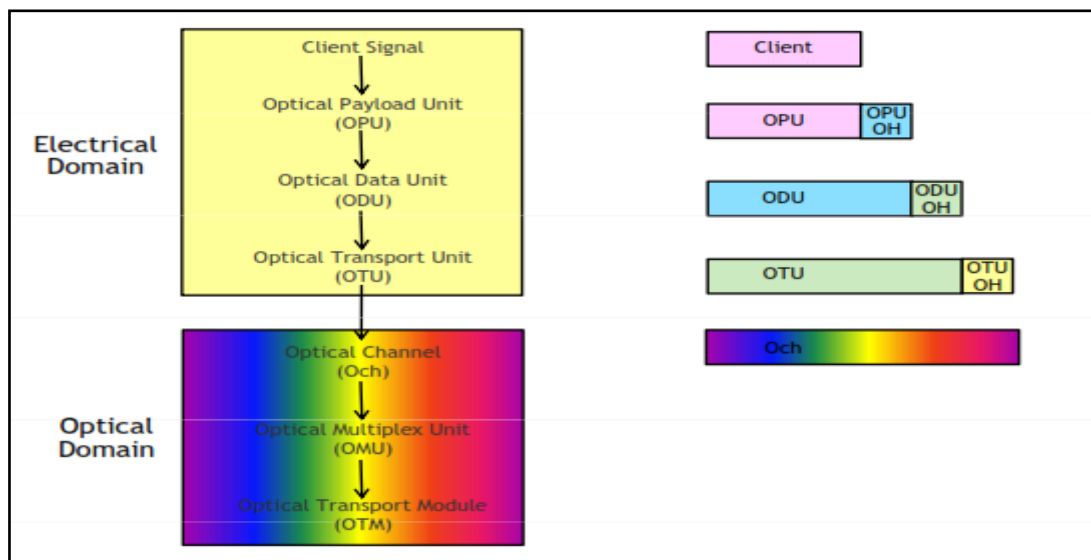 Client Signal
Optical Payload Unit
(OPU)
Electrical
Domain
Optical Data Unit
(ODU)
Optical Transport Unit
(OTU)
Optical Channel
(Och)
Optical
Domain
Optical Multiplex Unit
(OMU)
Optical Transport Module
(OTM)
Client
OPU
OPU
OH
ODU
ODU
OH
OTU
OTU
OH
Och